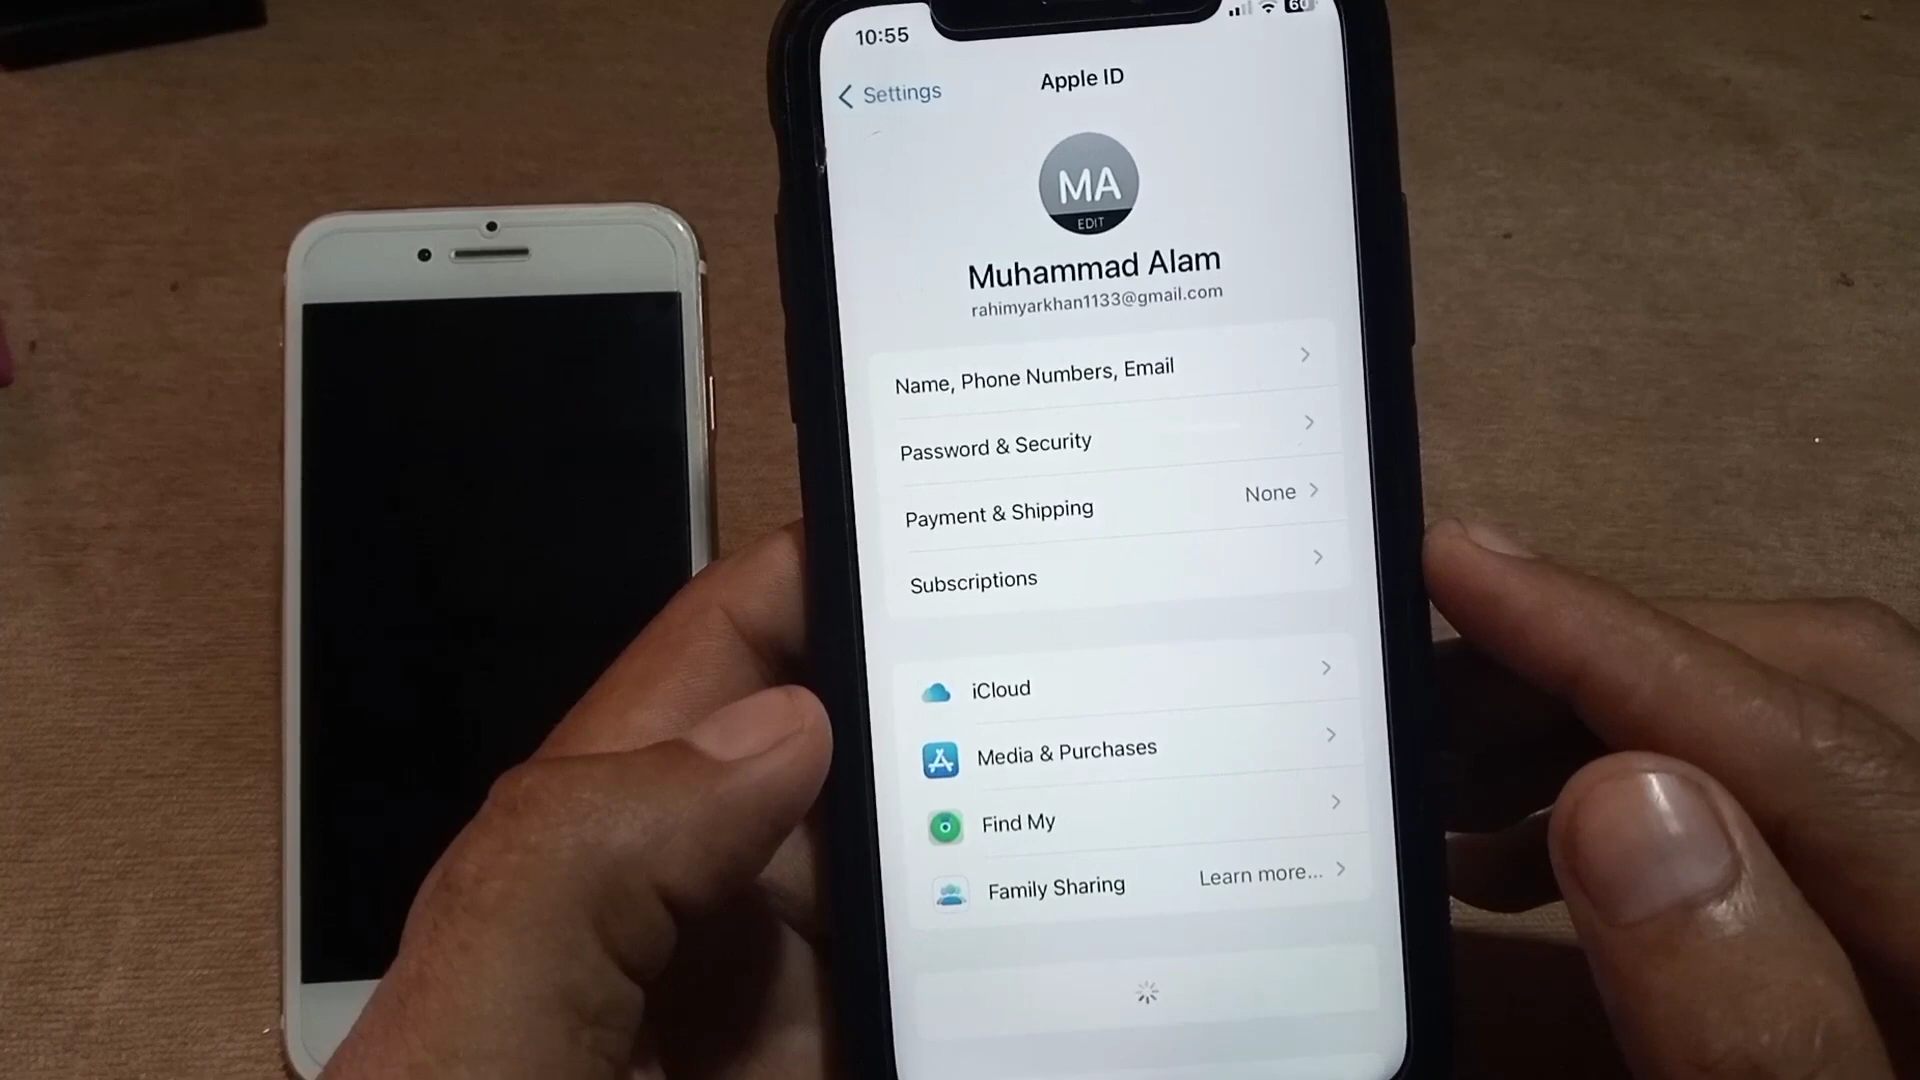 10:55
60
Settings
Apple ID
MA
EDIT
Muhammad Alam
rahimyarkhan1133@gmail.com
Name, Phone Numbers, Email
Password & Security
Payment & Shipping None
Subscriptions
iCloud
Media & Purchases
Find My
Family Sharing Learn more...